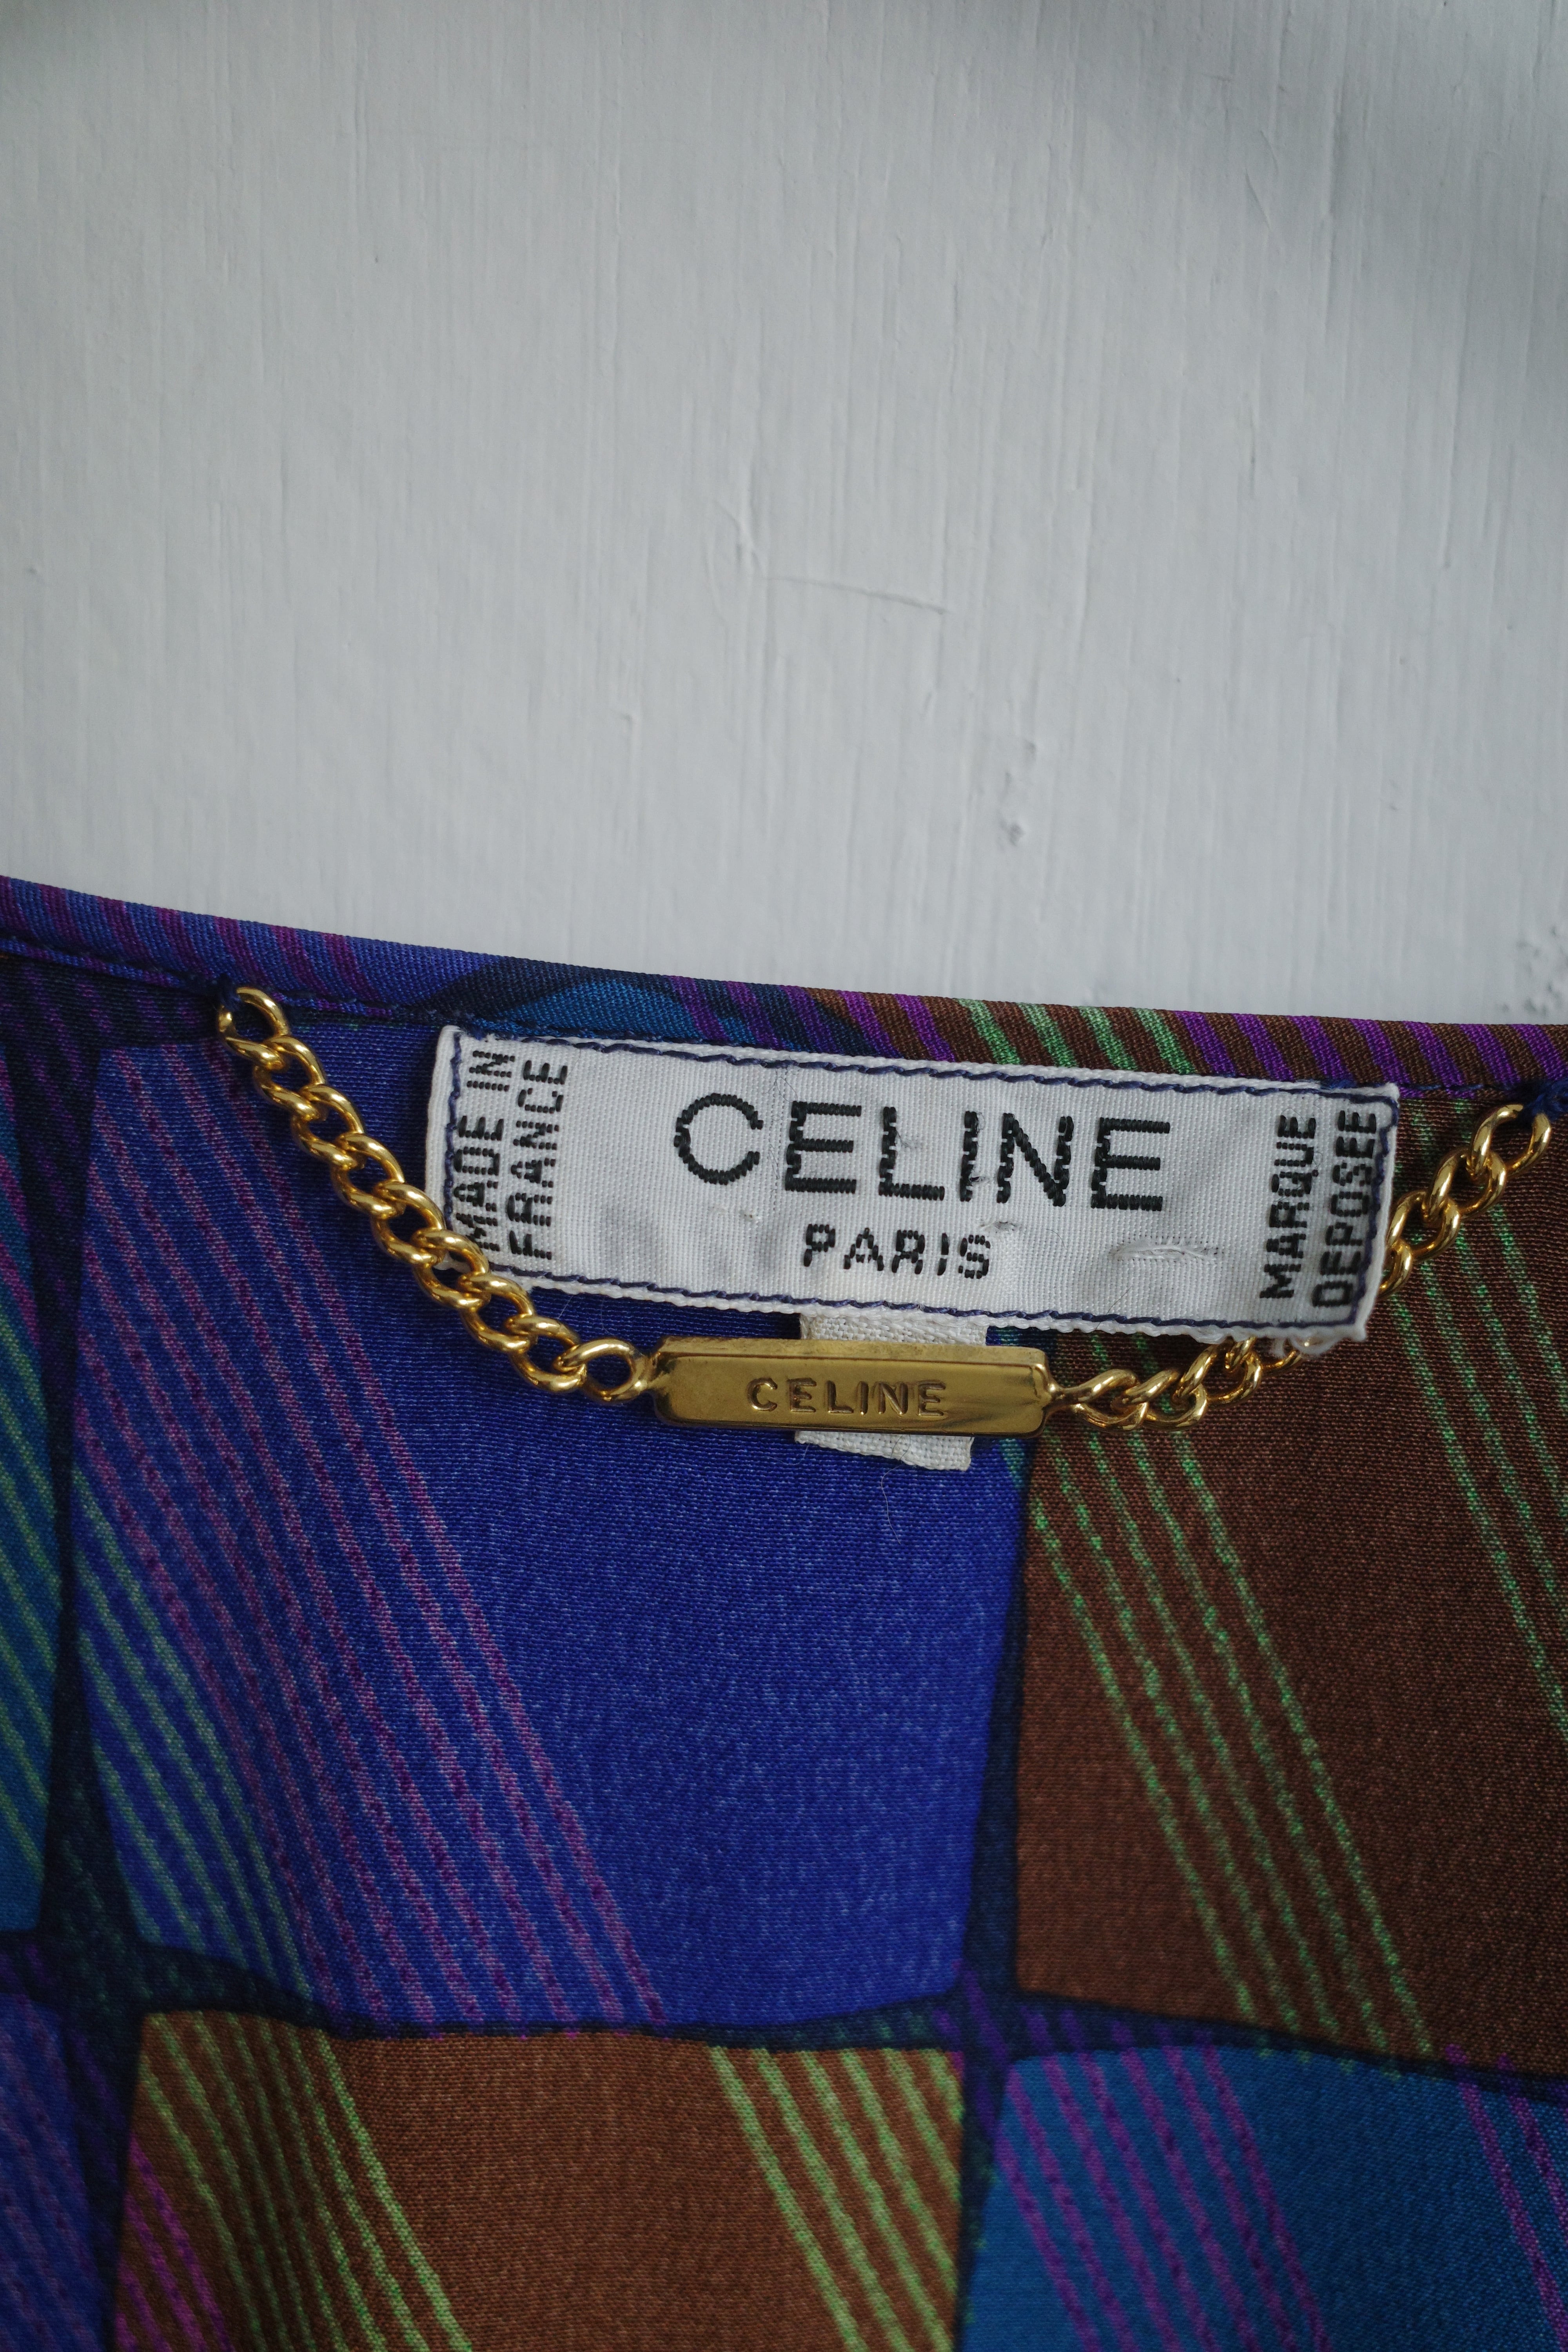 MADE IN
FRANCE
CELINE
PARIS
MARQUE
DEPOSEE
CELINE